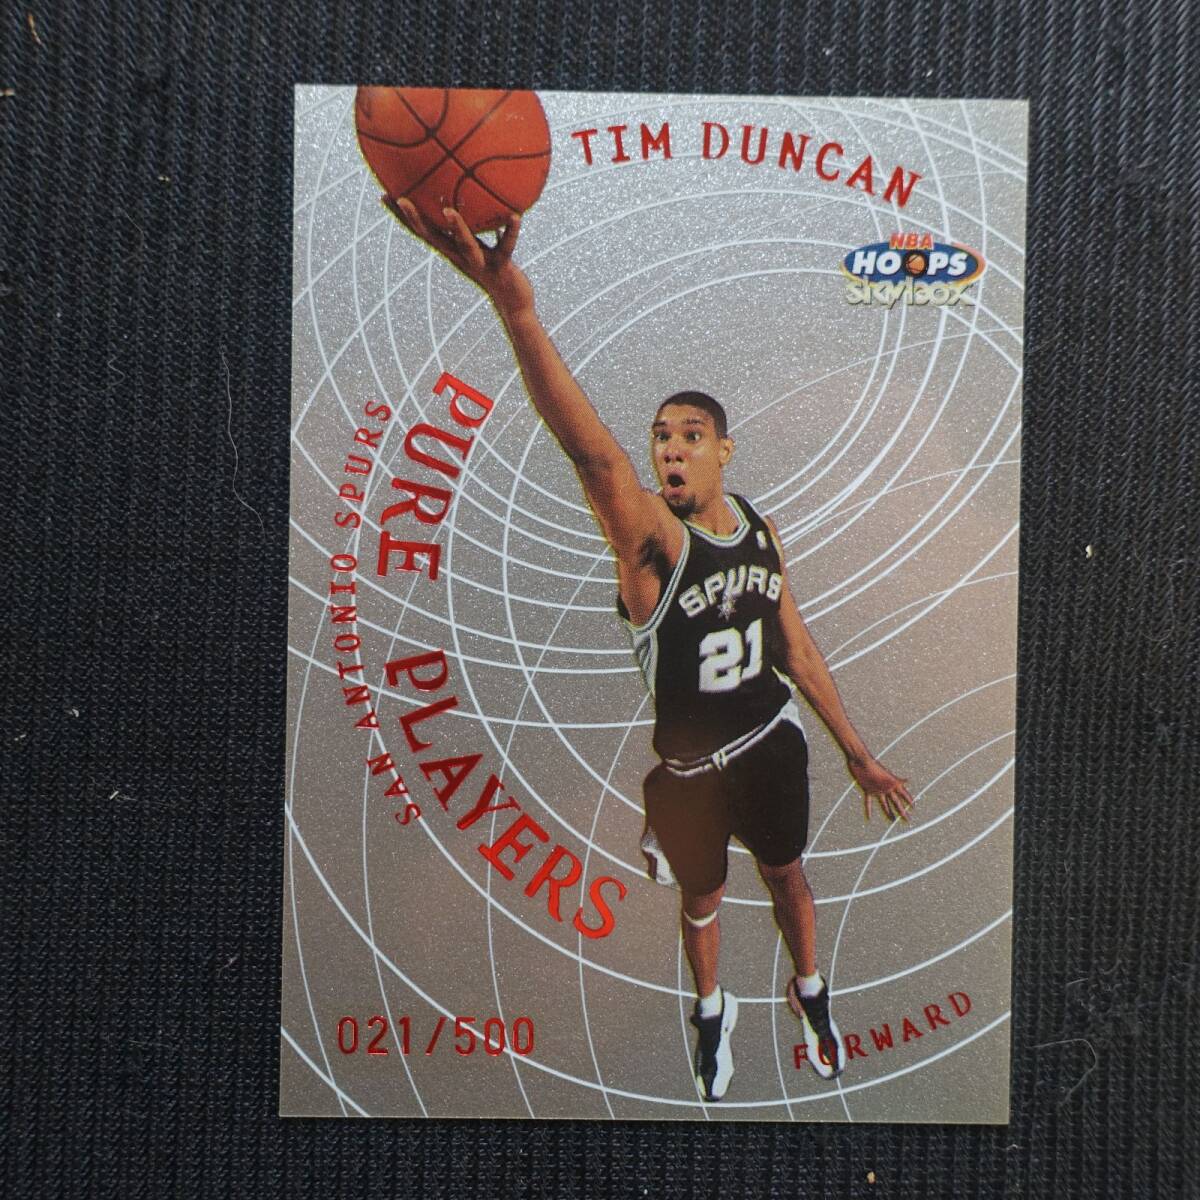 TIM DUNCAN
NBA
HOOPS
skybox
SAN ANTONIO SPURS
PURE PLAYERS
SPURS
21
021/500
FORWARD